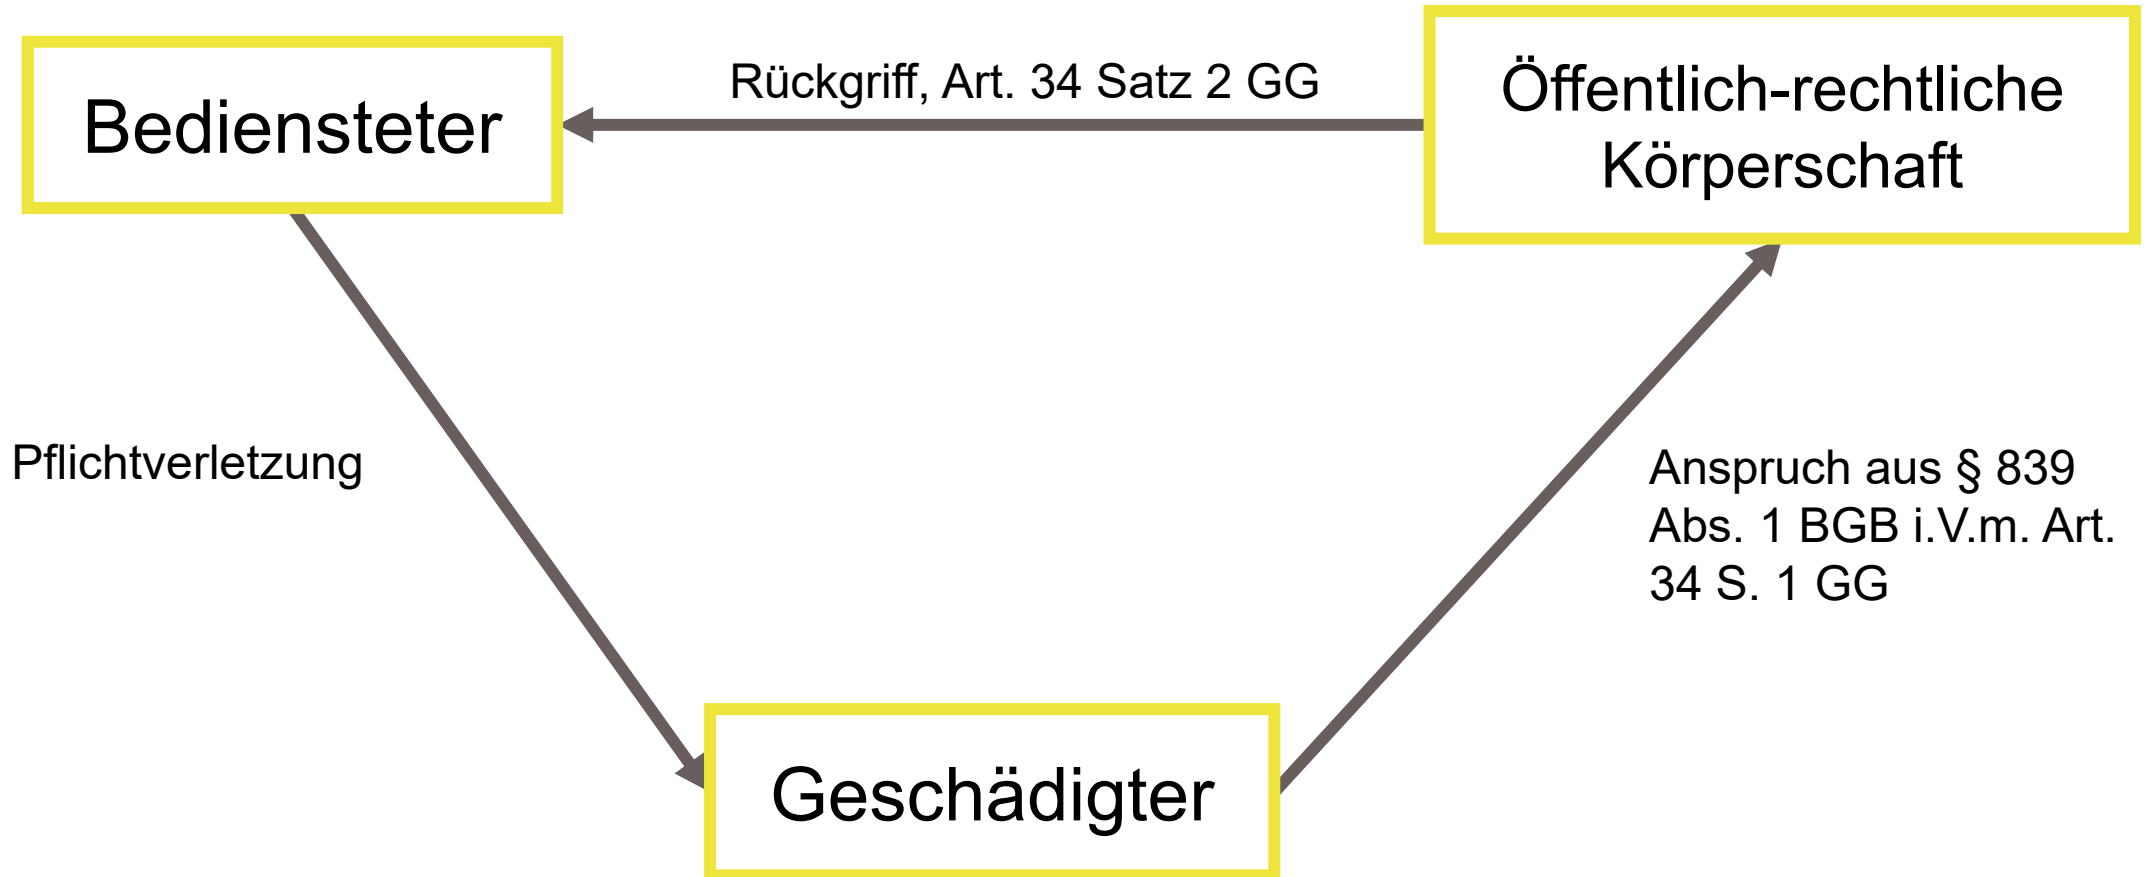 Rückgriff, Art. 34 Satz 2 GG
Bediensteter
Öffentlich-rechtliche
Körperschaft
Pflichtverletzung
Anspruch aus § 839
Abs. 1 BGB i.V.m. Art.
34 S. 1 GG
Geschädigter